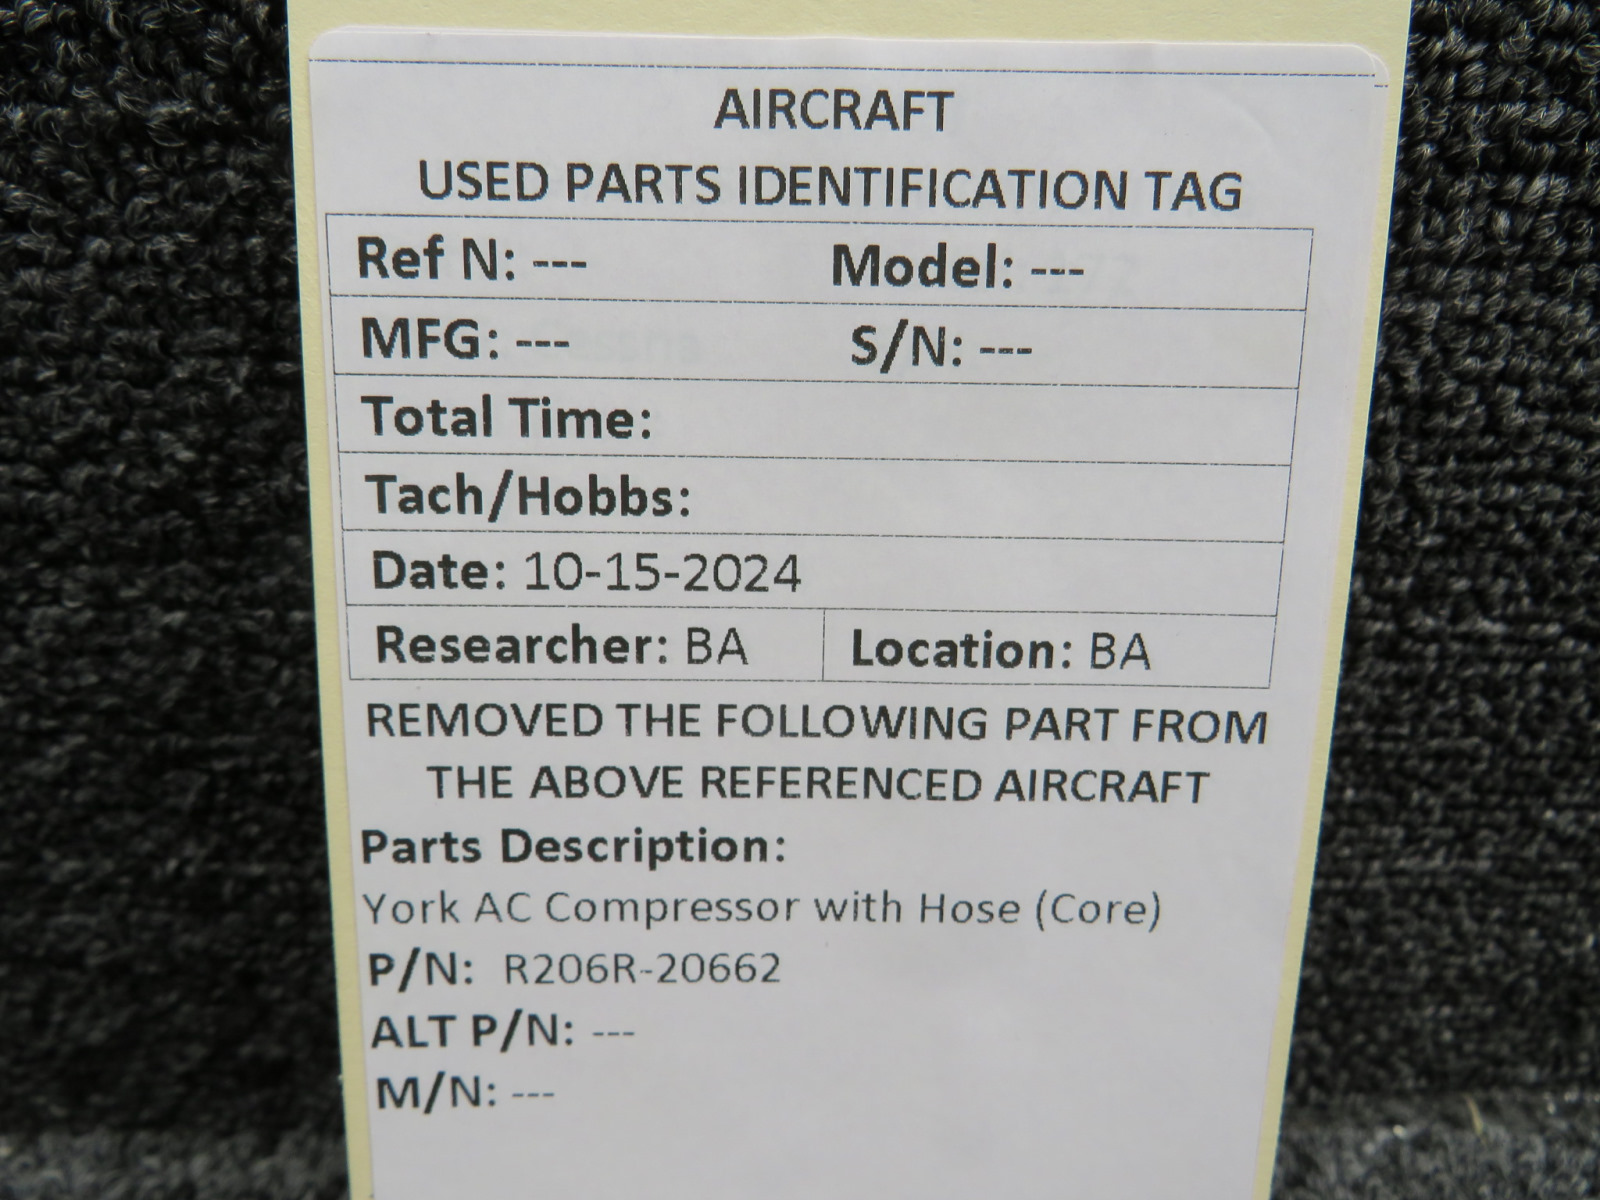 AIRCRAFT
USED PARTS IDENTIFICATION TAG
Ref N: --- Model: ---
MFG: --- S/N: ---
Total Time:
Tach/Hobbs:
Date: 10-15-2024
Researcher: BA Location: BA
REMOVED THE FOLLOWING PART FROM
THE ABOVE REFERENCED AIRCRAFT
Parts Description:
York AC Compressor with Hose (Core)
P/N: R206R-20662
ALT P/N: ---
M/N: ---